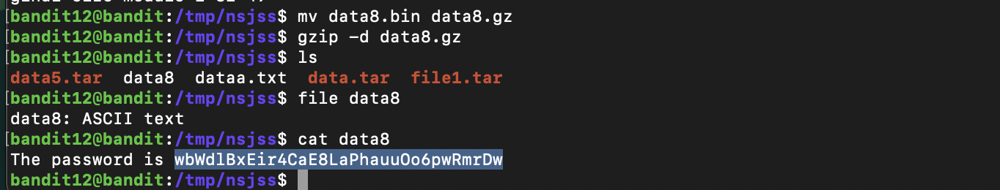 bandit12@bandit:/tmp/nsjss$ mv data8.bin data8.gz
bandit12@bandit:/tmp/nsjss$ gzip -d data8.gz
bandit12@bandit:/tmp/nsjss$ ls
data5.tar  data8  dataa.txt  data.tar  file1.tar
bandit12@bandit:/tmp/nsjss$ file data8
data8: ASCII text
bandit12@bandit:/tmp/nsjss$ cat data8
The password is wbWdlBxEir4CaE8LaPhauuOo6pwRmrDw
bandit12@bandit:/tmp/nsjss$